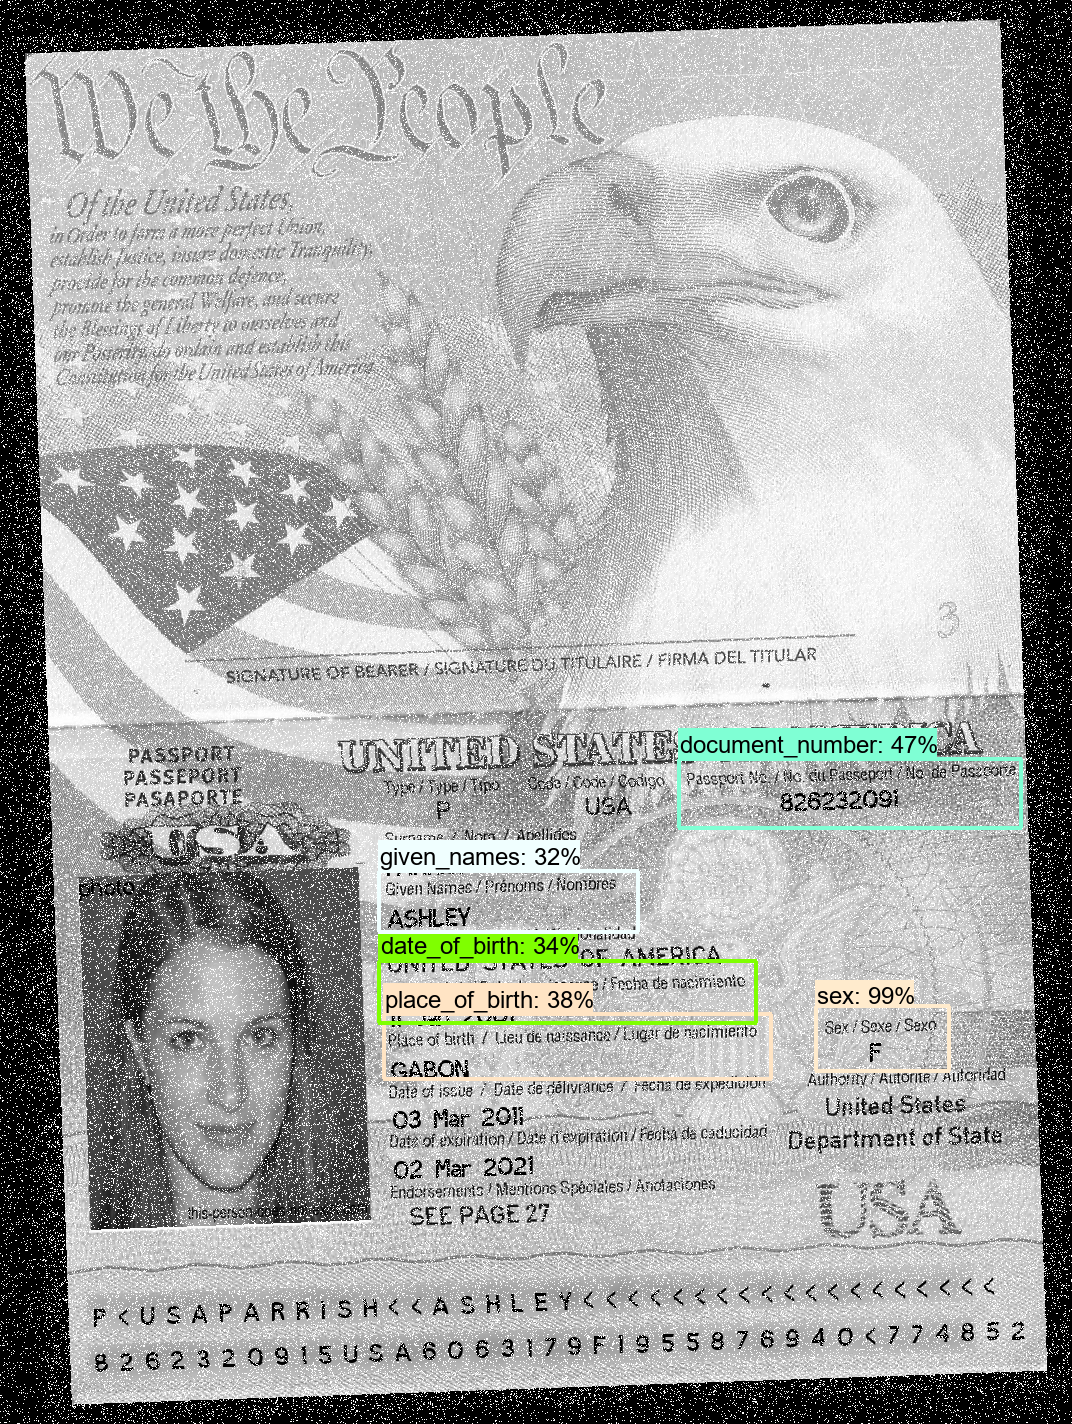 We the People
Of the United States,
in Order to form a more perfect Union,
establish Justice, insure domestic Tranquility,
provide for the common defence,
promote the general Welfare, and secure
the Blessings of Liberty to ourselves and
our Posterity, do ordain and establish this
Constitution for the United States of America.
3
SIGNATURE OF BEARER / SIGNATURE DU TITULAIRE / FIRMA DEL TITULAR
PASSPORT
PASSEPORT
PASAPORTE
USA
UNITED STATES
document_number: 47%
Type / Type / Tipo
P
Code / Code / Codigo
USA
Passport No. / No. du Passeport / No. de Pasaporte
826232091
Surname / Nom / Apellidos
given_names: 32%
Given Names / Prénoms / Nombres
ASHLEY
date_of_birth: 34%
UNITED STATES OF AMERICA
/ Fecha de nacimiento
place_of_birth: 38%
Place of birth / Lieu de naissance / Lugar de nacimiento
GABON
sex: 99%
Sex / Sexe / Sexo
F
Date of issue / Date de délivrance / Fecha de expedición
03 Mar 2011
Authority / Autorité / Autoridad
United States
Department of State
Date of expiration / Date d'expiration / Fecha de caducidad
02 Mar 2021
Endorsements / Mentions Spéciales / Anotaciones
SEE PAGE 27
USA
photo
P<USAPARRISH<<ASHLEY<<<<<<<<<<<<<<<<<<<
8262320915USA6063179F1955876940<774852